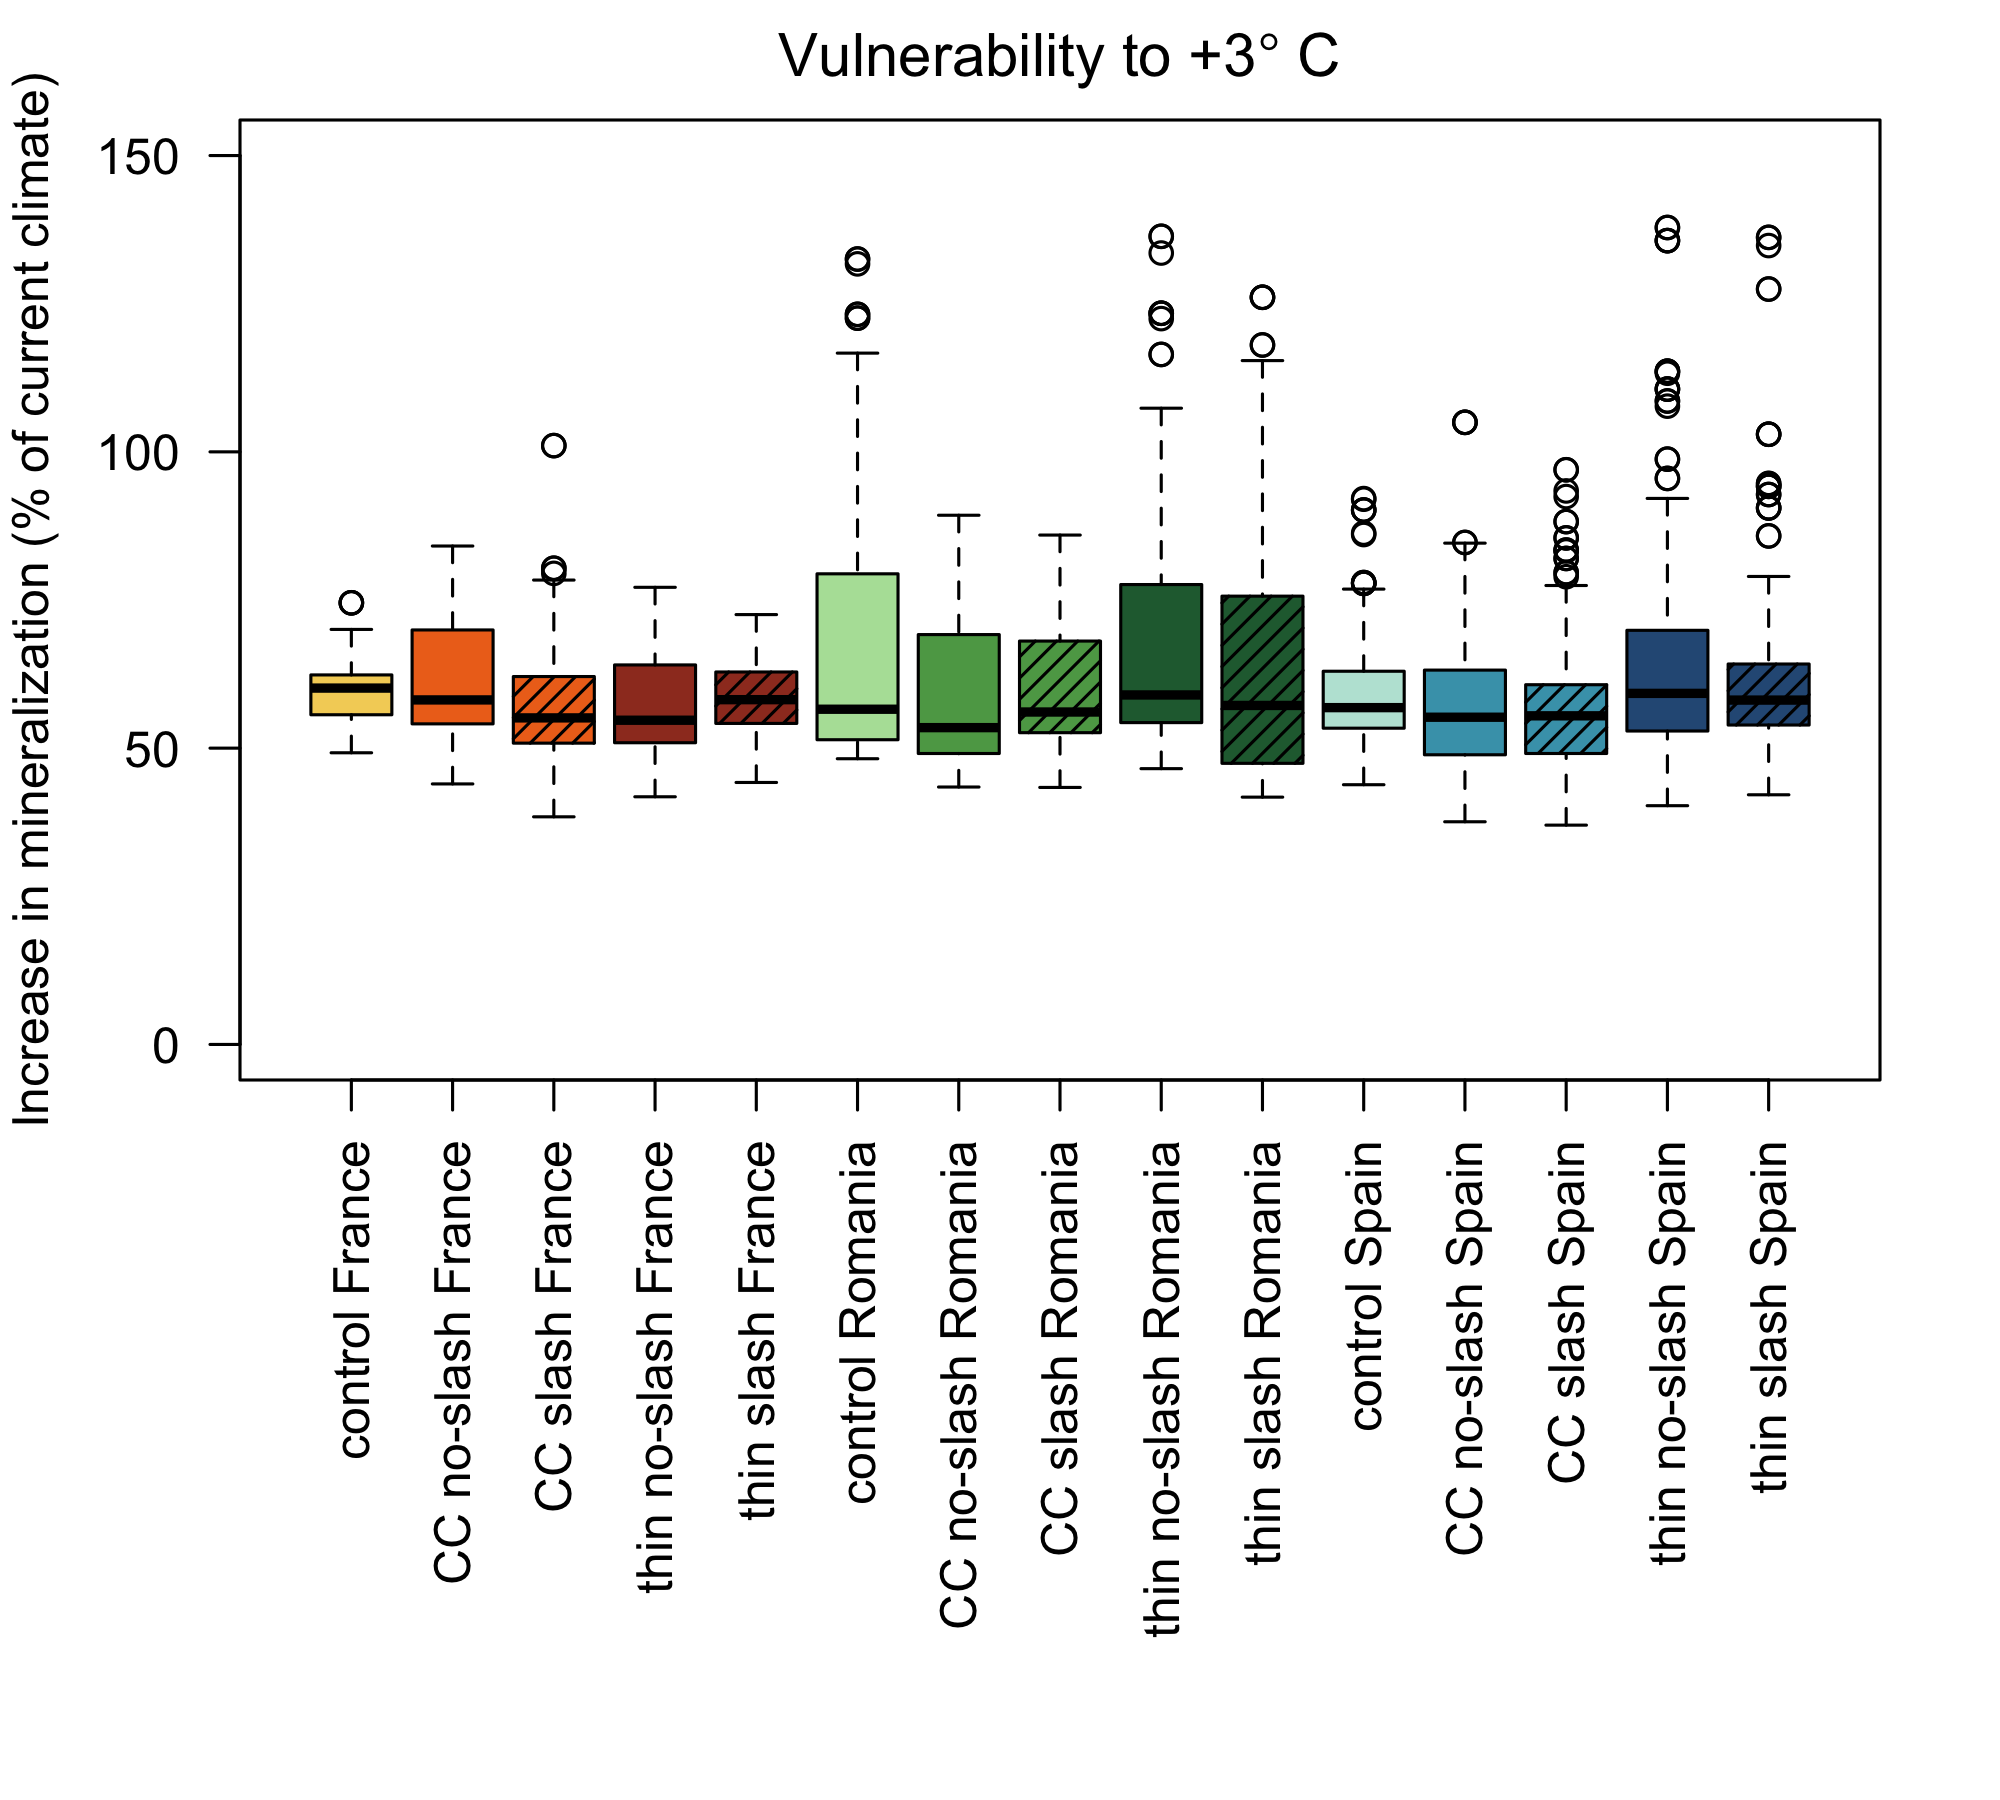 Vulnerability to +3° C
Increase in mineralization (% of current climate)
150
100
50
0
control France
CC no-slash France
CC slash France
thin no-slash France
thin slash France
control Romania
CC no-slash Romania
CC slash Romania
thin no-slash Romania
thin slash Romania
control Spain
CC no-slash Spain
CC slash Spain
thin no-slash Spain
thin slash Spain